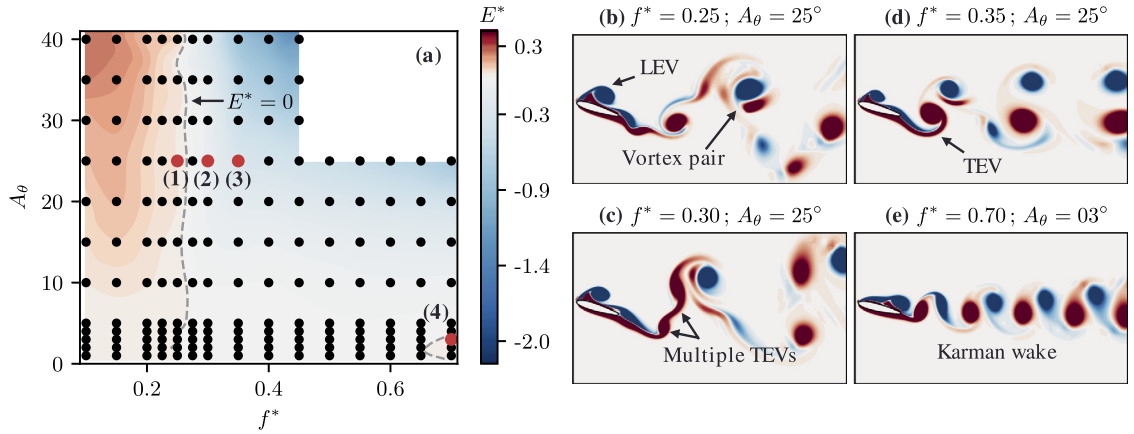 (a)
E* = 0
(1)
(2)
(3)
(4)
40
30
20
10
0
A_θ
0.2
0.4
0.6
f*
E*
0.3
-0.3
-0.9
-1.4
-2.0
(b) f* = 0.25 ; A_θ = 25°
LEV
Vortex pair
(d) f* = 0.35 ; A_θ = 25°
TEV
(c) f* = 0.30 ; A_θ = 25°
Multiple TEVs
(e) f* = 0.70 ; A_θ = 03°
Karman wake